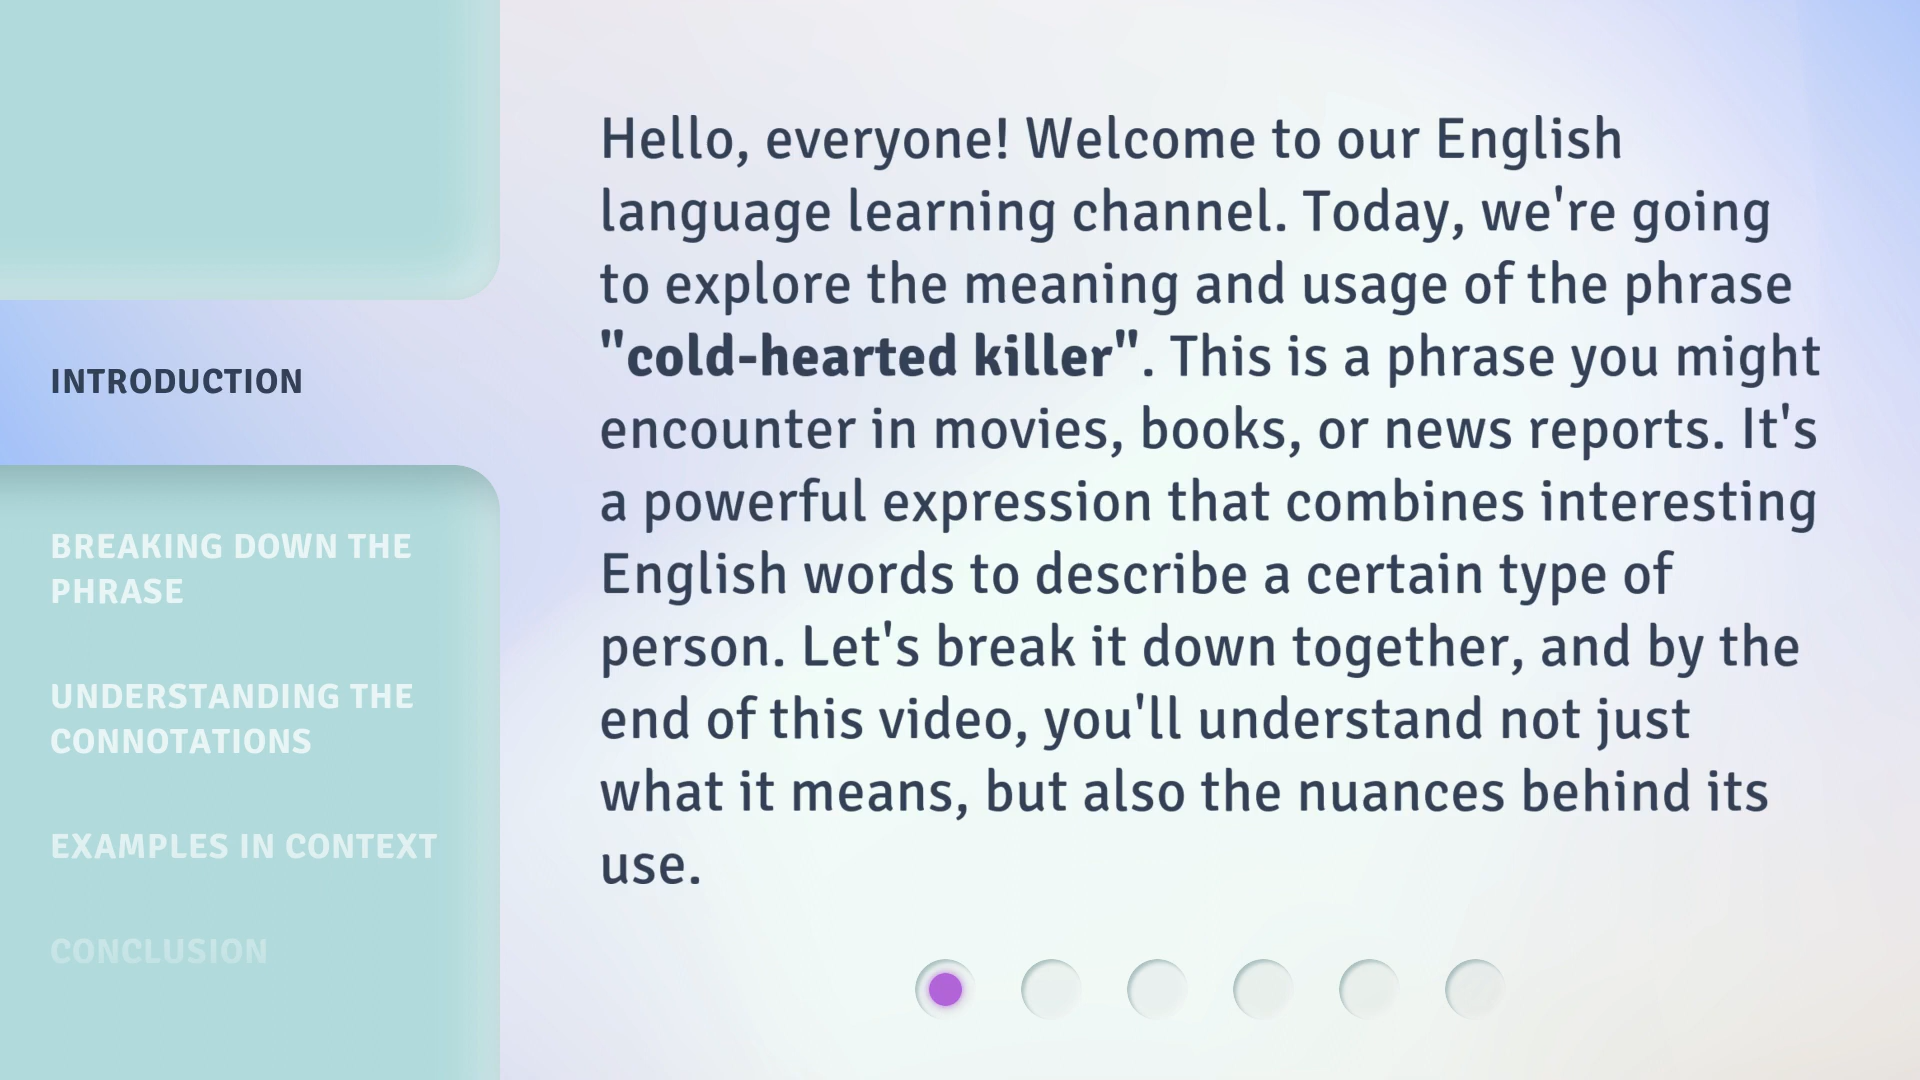 INTRODUCTION
BREAKING DOWN THE
PHRASE
UNDERSTANDING THE
CONNOTATIONS
EXAMPLES IN CONTEXT
CONCLUSION
Hello, everyone! Welcome to our English
language learning channel. Today, we're going
to explore the meaning and usage of the phrase
"cold-hearted killer". This is a phrase you might
encounter in movies, books, or news reports. It's
a powerful expression that combines interesting
English words to describe a certain type of
person. Let's break it down together, and by the
end of this video, you'll understand not just
what it means, but also the nuances behind its
use.